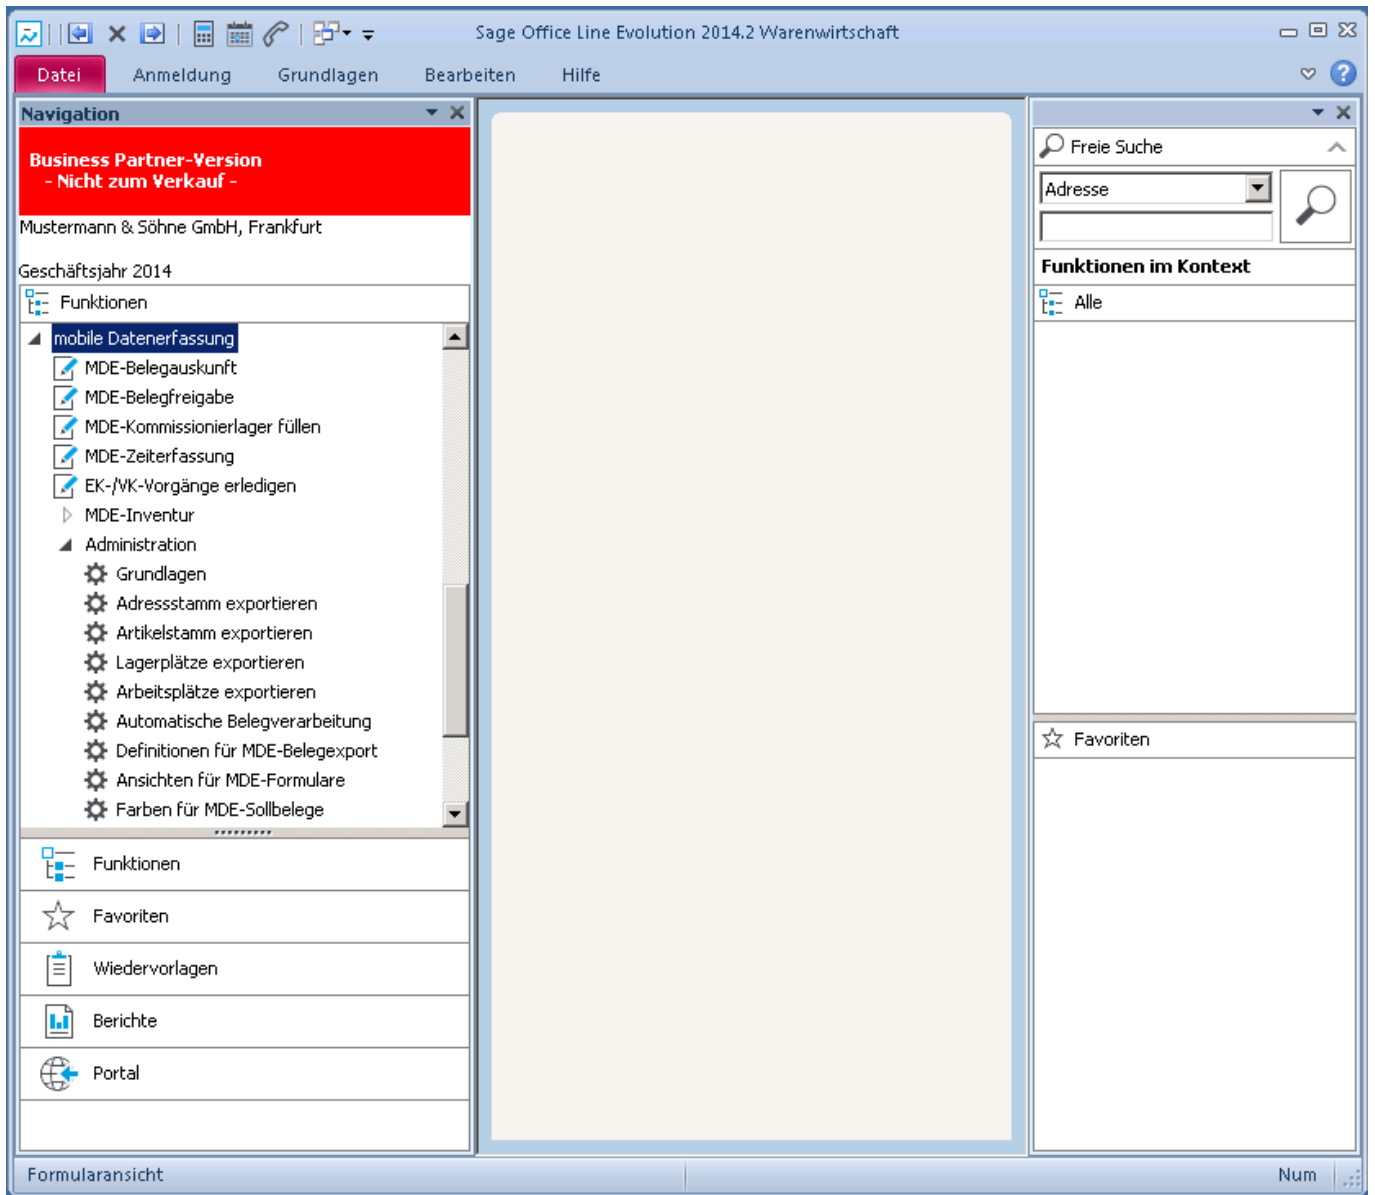 Sage Office Line Evolution 2014.2 Warenwirtschaft
Datei Anmeldung Grundlagen Bearbeiten Hilfe
Navigation
Business Partner-Version
- Nicht zum Verkauf -
Mustermann & Söhne GmbH, Frankfurt
Geschäftsjahr 2014
Funktionen
mobile Datenerfassung
MDE-Belegauskunft
MDE-Belegfreigabe
MDE-Kommissionierlager füllen
MDE-Zeiterfassung
EK-/VK-Vorgänge erledigen
MDE-Inventur
Administration
Grundlagen
Adressstamm exportieren
Artikelstamm exportieren
Lagerplätze exportieren
Arbeitsplätze exportieren
Automatische Belegverarbeitung
Definitionen für MDE-Belegexport
Ansichten für MDE-Formulare
Farben für MDE-Sollbelege
Funktionen
Favoriten
Wiedervorlagen
Berichte
Portal
Freie Suche
Adresse
Funktionen im Kontext
Alle
Favoriten
Formularansicht
Num